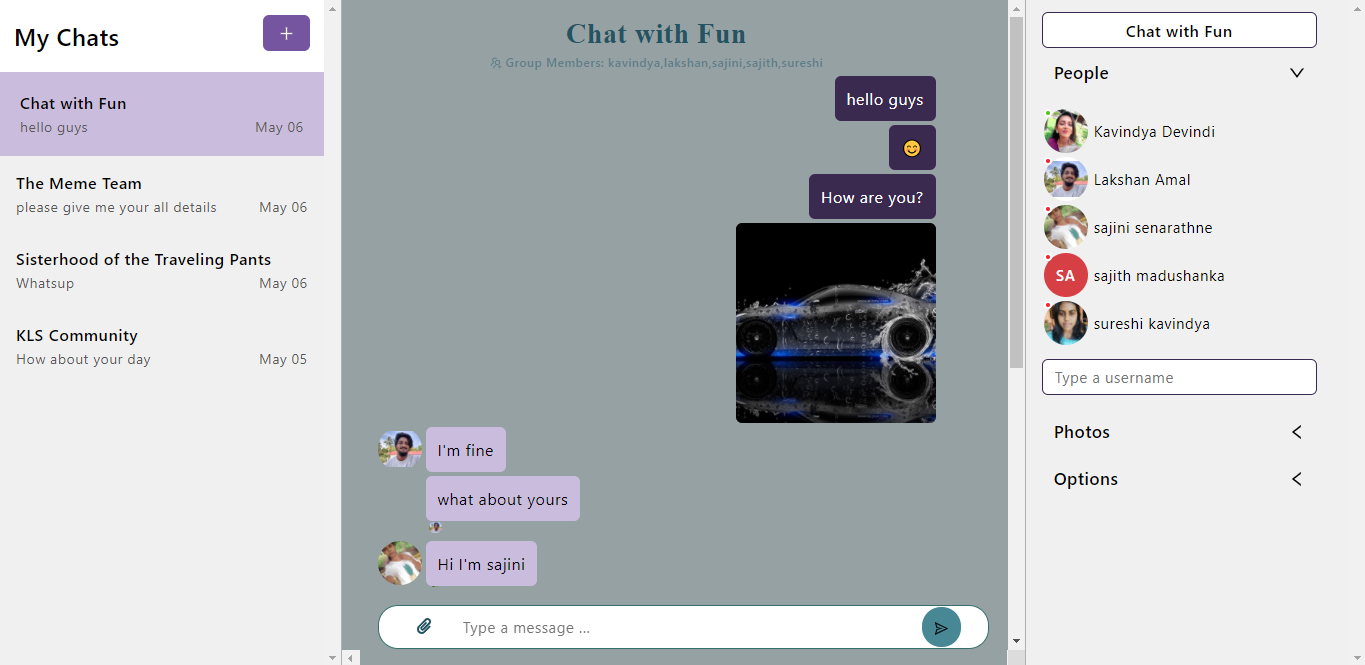 My Chats
+
Chat with Fun
hello guys May 06
The Meme Team
please give me your all details May 06
Sisterhood of the Traveling Pants
Whatsup May 06
KLS Community
How about your day May 05
Chat with Fun
Group Members: kavindya,lakshan,sajini,sajith,sureshi
hello guys
😊
How are you?
I'm fine
what about yours
Hi I'm sajini
Type a message ...
Chat with Fun
People
Kavindya Devindi
Lakshan Amal
sajini senarathne
SA sajith madushanka
sureshi kavindya
Type a username
Photos
Options